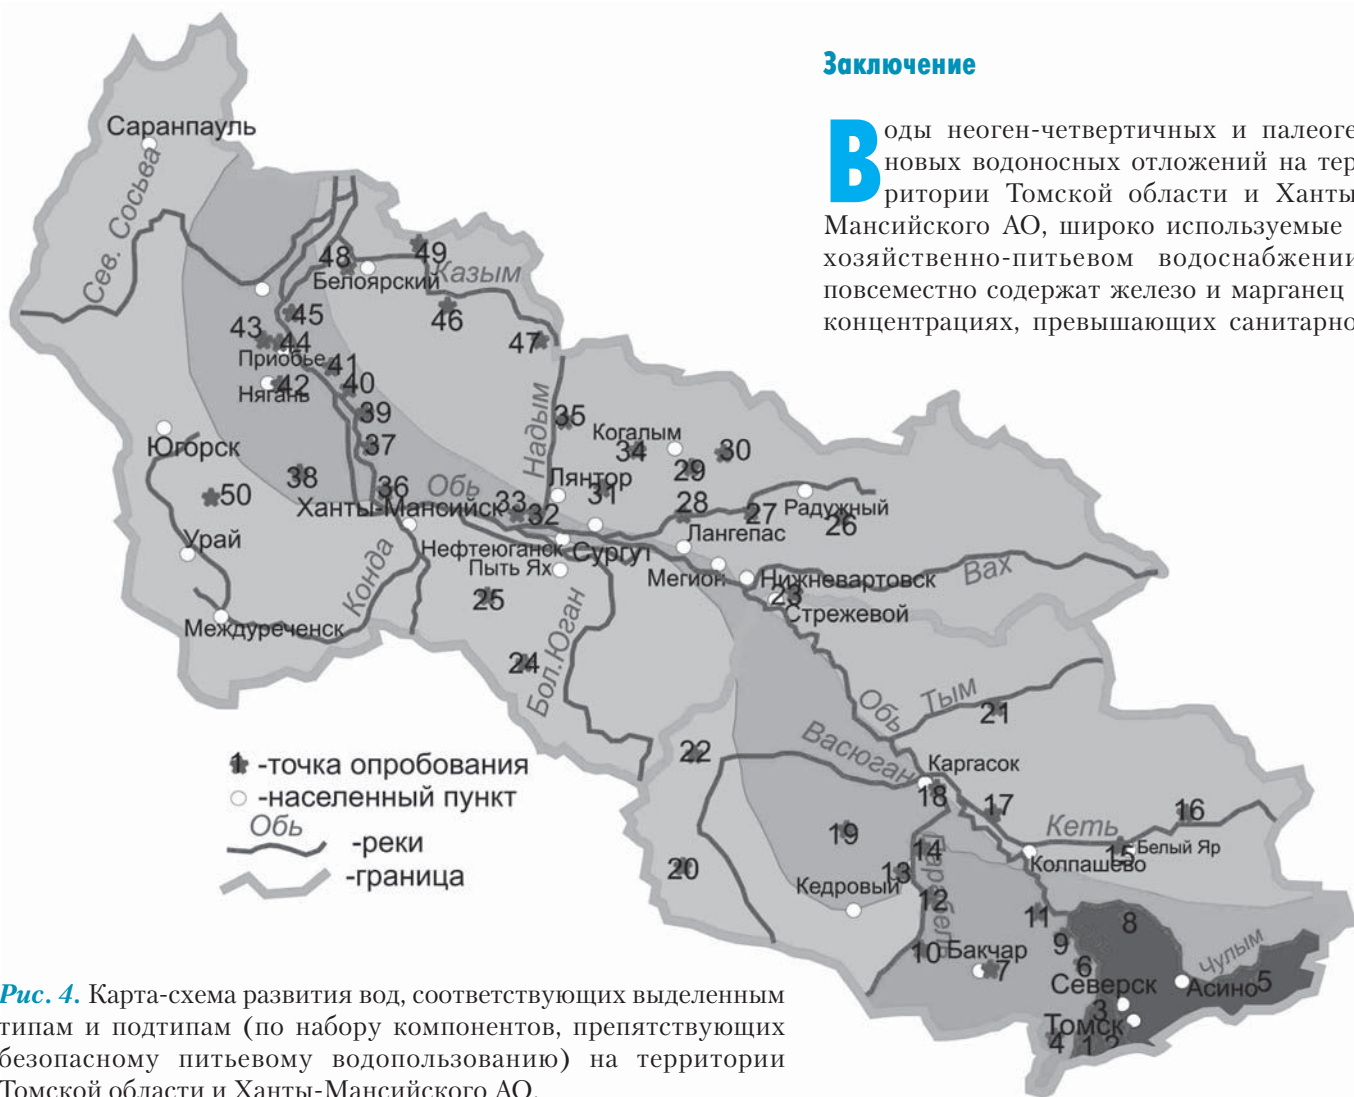 Заключение
Воды неоген-четвертичных и палеоге
новых водоносных отложений на тер
ритории Томской области и Ханты
Мансийского АО, широко используемые
хозяйственно-питьевом водоснабжении
повсеместно содержат железо и марганец
концентрациях, превышающих санитарно
Саранпауль
Сев. Сосьва
49
48
Белоярский
Казым
46
45
47
43
44
Приобье
41
42
40
Нягань
39
Надым
35
Когалым
34
30
37
Югорск
29
38
Лянтор
50
36
Обь
31
28
Радужный
Ханты-Мансийск
33
32
27
26
Лангепас
Урай
Нефтеюганск
Сургут
Пыть Ях
Мегион
Нижневартовск
Вах
Конда
25
23
Стрежевой
Междуреченск
Бол.Юган
24
Обь
Тым
21
22
Васюган
Каргасок
18
17
16
Кеть
19
14
15
Белый Яр
Колпашево
20
13
Кедровый
12
Парабель
11
8
9
10
Бакчар
7
6
Чулым
Северск
Асино
5
3
Томск
4
1
2
1 -точка опробования
-населенный пункт
Обь
-реки
-граница
Рис. 4. Карта-схема развития вод, соответствующих выделенным
типам и подтипам (по набору компонентов, препятствующих
безопасному питьевому водопользованию) на территории
Томской области и Ханты-Мансийского АО.